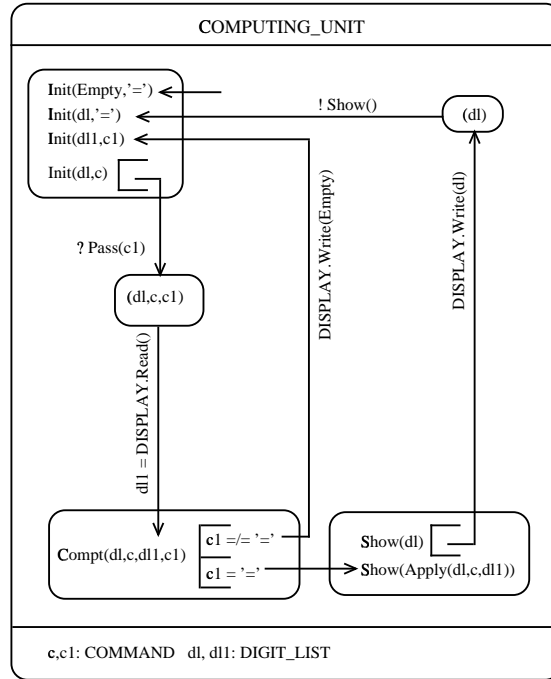 COMPUTING_UNIT
Init(Empty,'=')
Init(dl,'=')
Init(dl1,c1)
Init(dl,c)
! Show()
(dl)
? Pass(c1)
(dl,c,c1)
DISPLAY.Write(Empty)
DISPLAY.Write(dl)
dl1 = DISPLAY.Read()
Compt(dl,c,dl1,c1)
c1 =/= '='
c1 = '='
Show(dl)
Show(Apply(dl,c,dl1))
c,c1: COMMAND dl, dl1: DIGIT_LIST